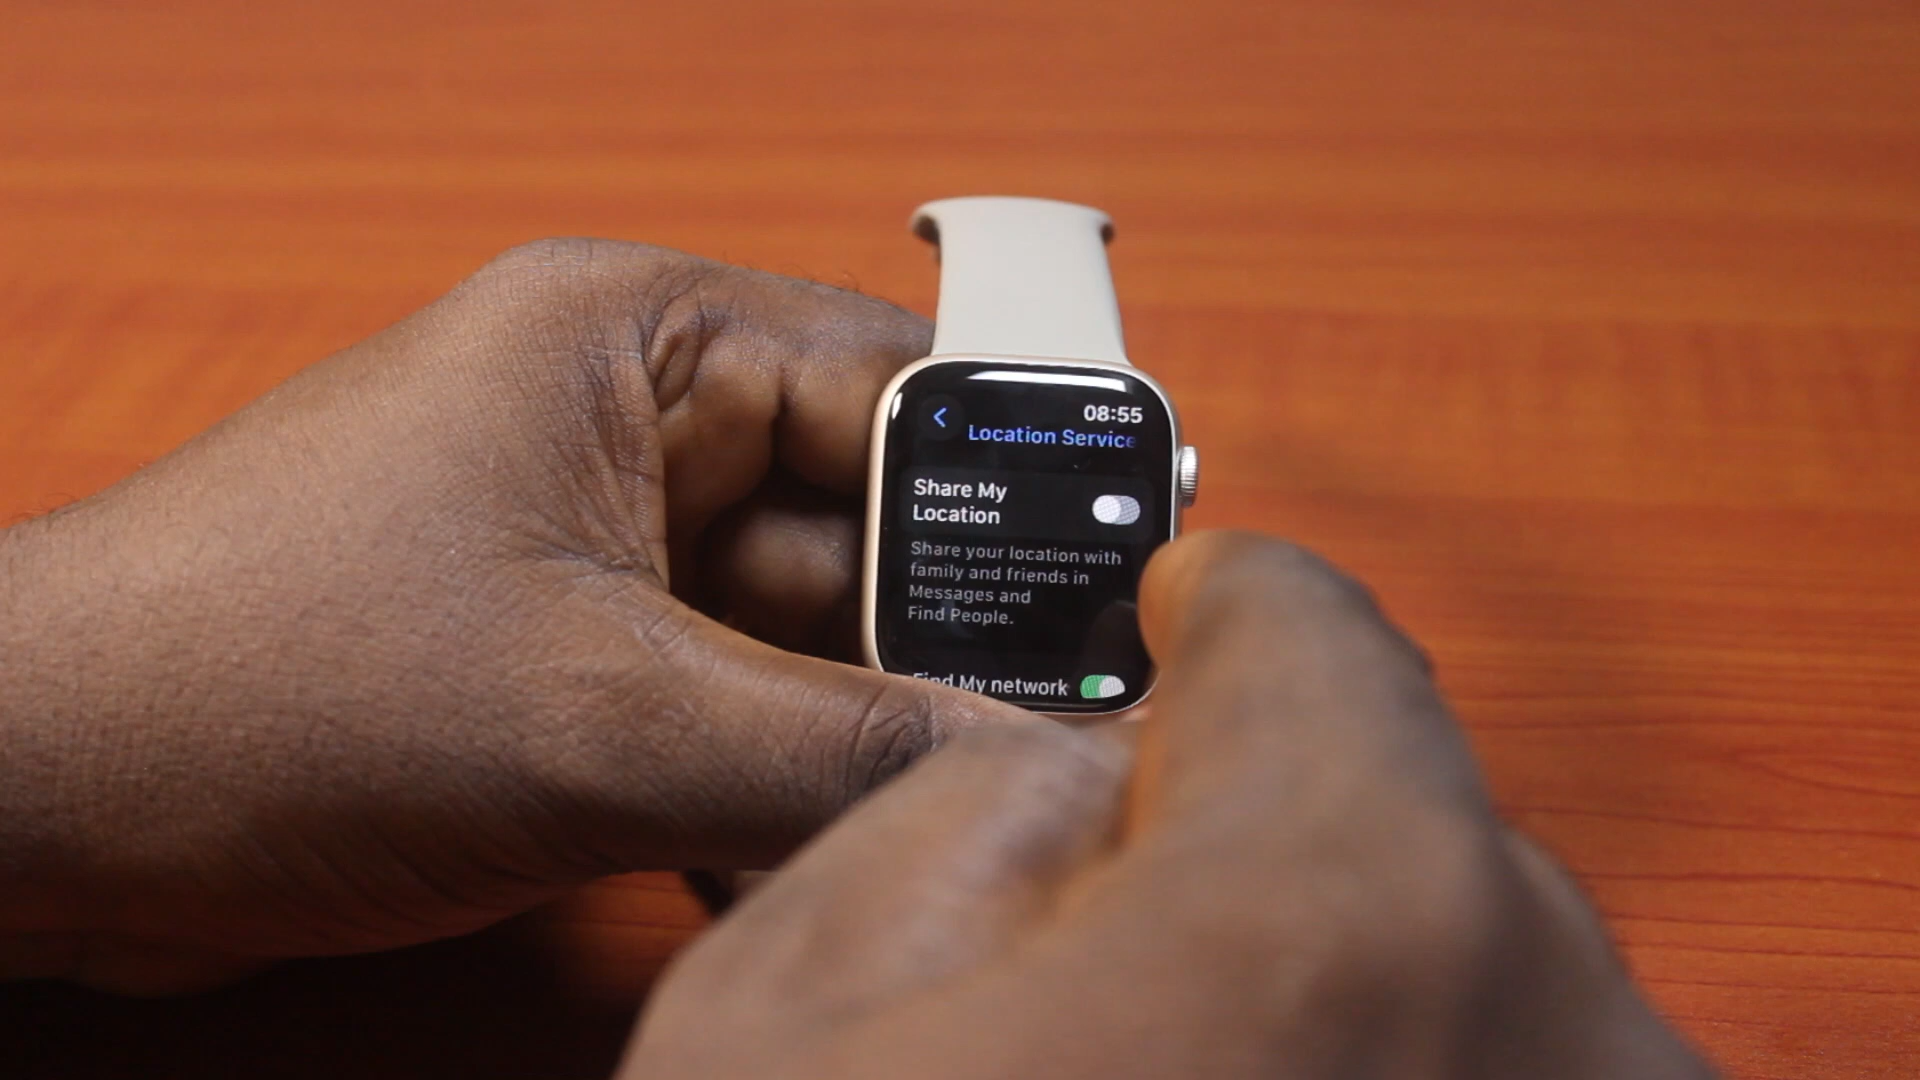 08:55
Location Service
Share My
Location
Share your location with
family and friends in
Messages and
Find People.
Find My network